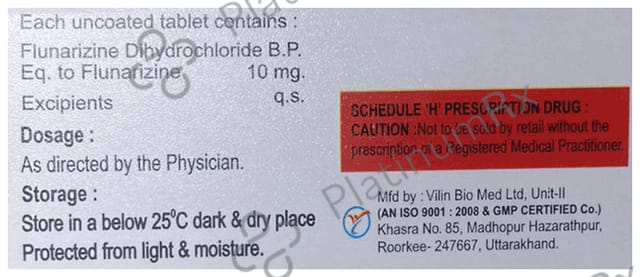 Each uncoated tablet contains :
Flunarizine Dihydrochloride B.P.
Eq. to Flunarizine 10 mg.
Excipients q.s.
Dosage :
As directed by the Physician.
Storage :
Store in a below 25⁰C dark & dry place
Protected from light & moisture.
SCHEDULE 'H' PRESCRIPTION DRUG :
CAUTION :Not to be sold by retail without the
prescription of a Registered Medical Practitioner.
Mfd by : Vilin Bio Med Ltd, Unit-II
(AN ISO 9001 : 2008 & GMP CERTIFIED Co.)
Khasra No. 85, Madhopur Hazarathpur,
Roorkee- 247667, Uttarakhand.
PlatinumRx